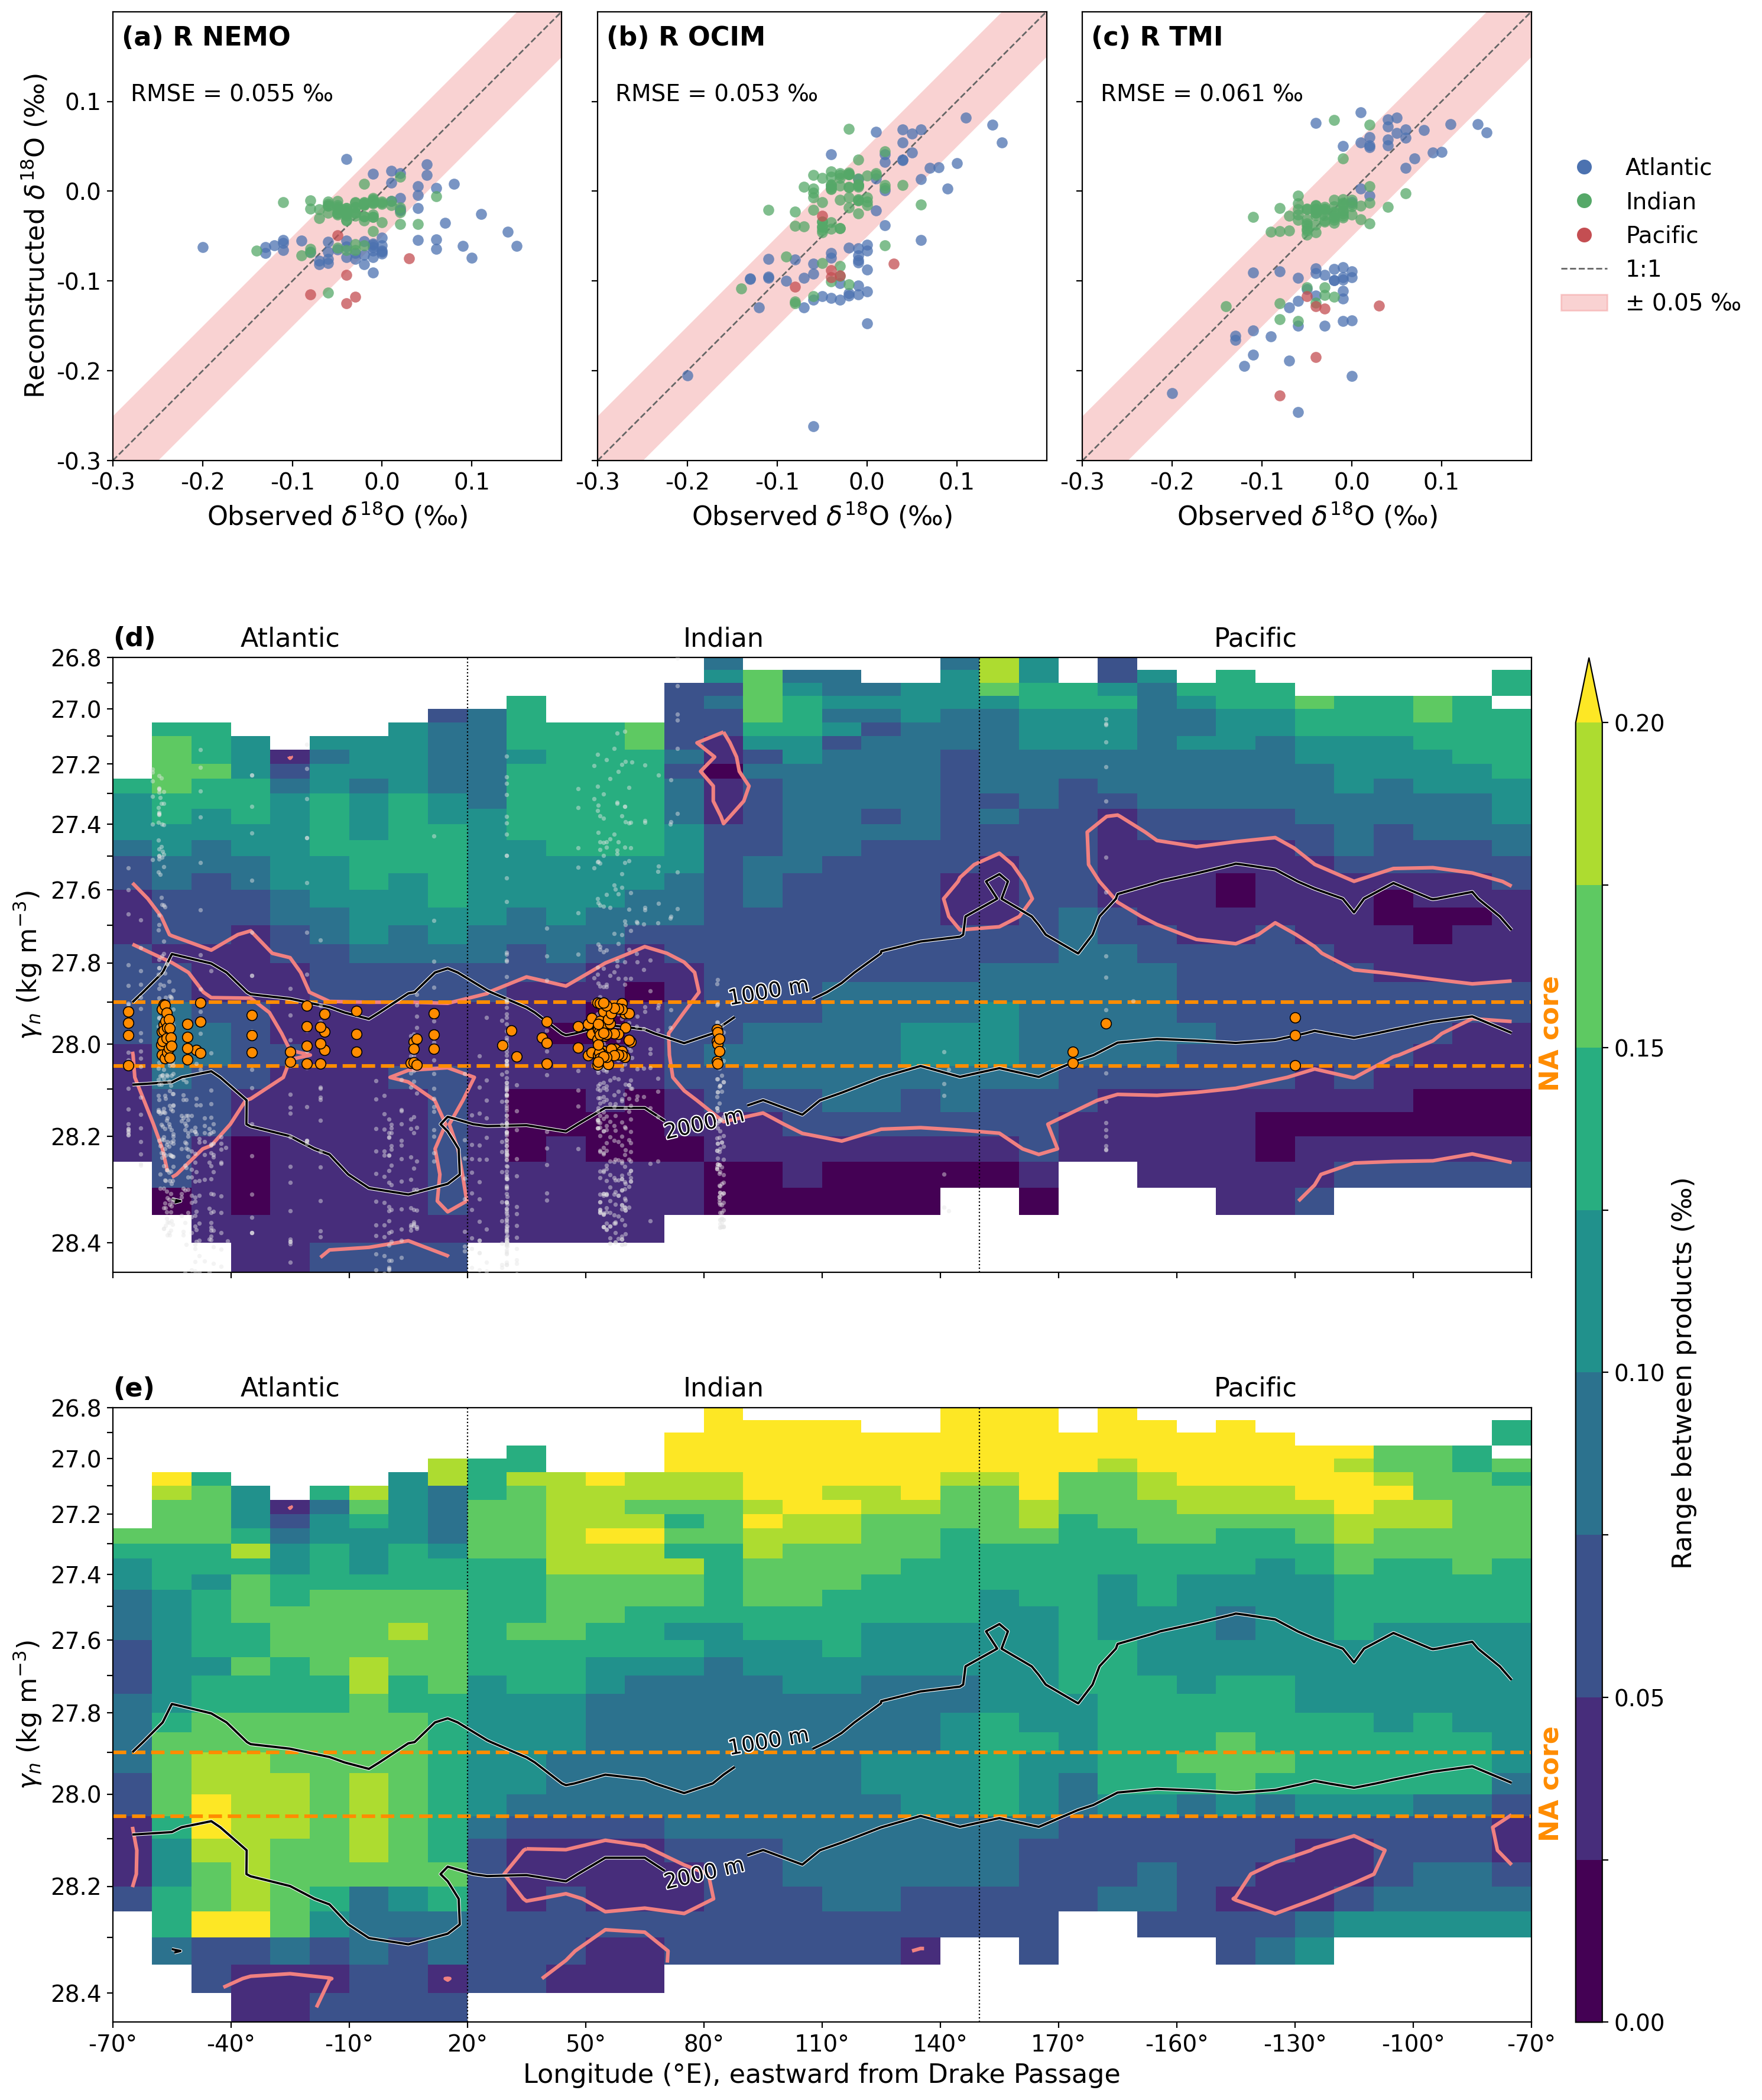 (a) R NEMO
RMSE = 0.055 ‰
(b) R OCIM
RMSE = 0.053 ‰
(c) R TMI
RMSE = 0.061 ‰
Reconstructed δ¹⁸O (‰)
0.1
0.0
-0.1
-0.2
-0.3
-0.3 -0.2 -0.1 0.0 0.1
-0.3 -0.2 -0.1 0.0 0.1
-0.3 -0.2 -0.1 0.0 0.1
Observed δ¹⁸O (‰)
Observed δ¹⁸O (‰)
Observed δ¹⁸O (‰)
Atlantic
Indian
Pacific
1:1
± 0.05 ‰
(d) Atlantic Indian Pacific
γₙ (kg m⁻³)
26.8
27.0
27.2
27.4
27.6
27.8
28.0
28.2
28.4
1000 m
2000 m
NA core
(e) Atlantic Indian Pacific
γₙ (kg m⁻³)
26.8
27.0
27.2
27.4
27.6
27.8
28.0
28.2
28.4
1000 m
2000 m
NA core
-70° -40° -10° 20° 50° 80° 110° 140° 170° -160° -130° -100° -70°
Longitude (°E), eastward from Drake Passage
0.20
0.15
0.10
0.05
0.00
Range between products (‰)